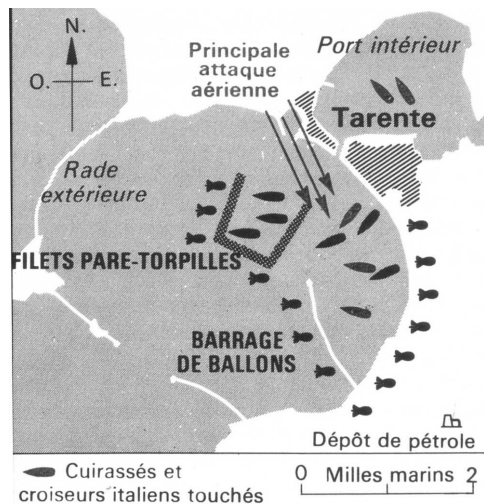 N.
O.
E.
Principale
attaque
aérienne
Port intérieur
Tarente
Rade
extérieure
FILETS PARE-TORPILLES
BARRAGE
DE BALLONS
Dépôt de pétrole
Cuirassés et
croiseurs italiens touchés
0 Milles marins 2